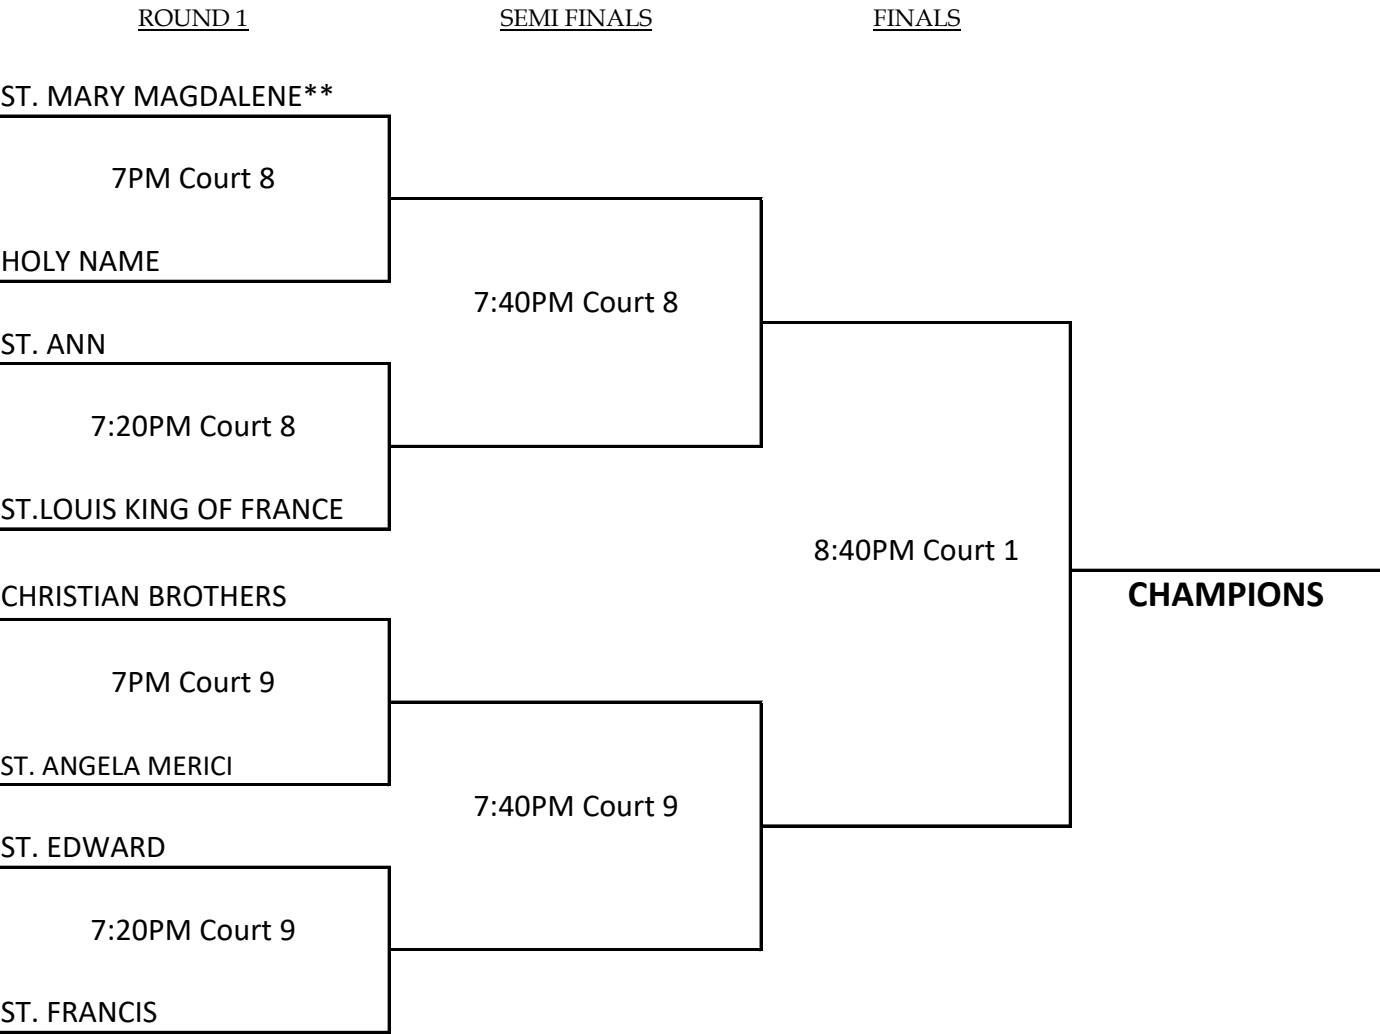 ROUND 1
SEMI FINALS
FINALS
ST. MARY MAGDALENE**
7PM Court 8
HOLY NAME
7:40PM Court 8
ST. ANN
7:20PM Court 8
ST.LOUIS KING OF FRANCE
8:40PM Court 1
CHRISTIAN BROTHERS
CHAMPIONS
7PM Court 9
ST. ANGELA MERICI
7:40PM Court 9
ST. EDWARD
7:20PM Court 9
ST. FRANCIS